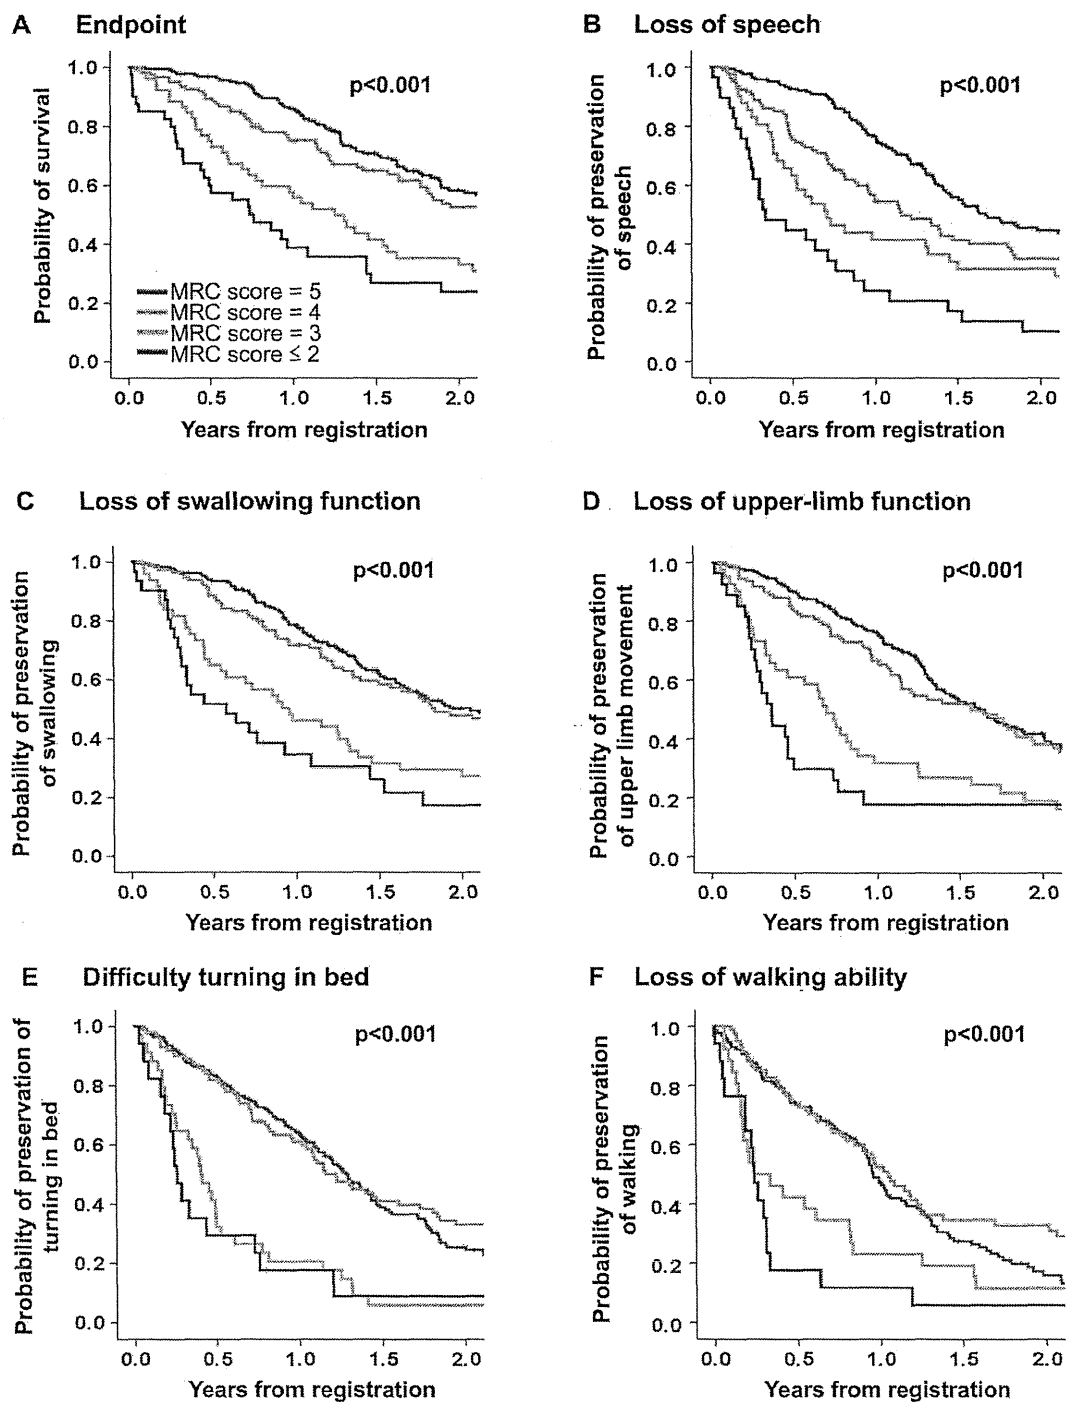 A Endpoint
p<0.001
Probability of survival
1.0
0.8
0.6
0.4
0.2
0.0
MRC score = 5
MRC score = 4
MRC score = 3
MRC score ≤ 2
0.0 0.5 1.0 1.5 2.0
Years from registration
B Loss of speech
p<0.001
Probability of preservation
of speech
1.0
0.8
0.6
0.4
0.2
0.0
0.0 0.5 1.0 1.5 2.0
Years from registration
C Loss of swallowing function
p<0.001
Probability of preservation
of swallowing
1.0
0.8
0.6
0.4
0.2
0.0
0.0 0.5 1.0 1.5 2.0
Years from registration
D Loss of upper-limb function
p<0.001
Probability of preservation
of upper limb movement
1.0
0.8
0.6
0.4
0.2
0.0
0.0 0.5 1.0 1.5 2.0
Years from registration
E Difficulty turning in bed
p<0.001
Probability of preservation of
turning in bed
1.0
0.8
0.6
0.4
0.2
0.0
0.0 0.5 1.0 1.5 2.0
Years from registration
F Loss of walking ability
p<0.001
Probability of preservation
of walking
1.0
0.8
0.6
0.4
0.2
0.0
0.0 0.5 1.0 1.5 2.0
Years from registration